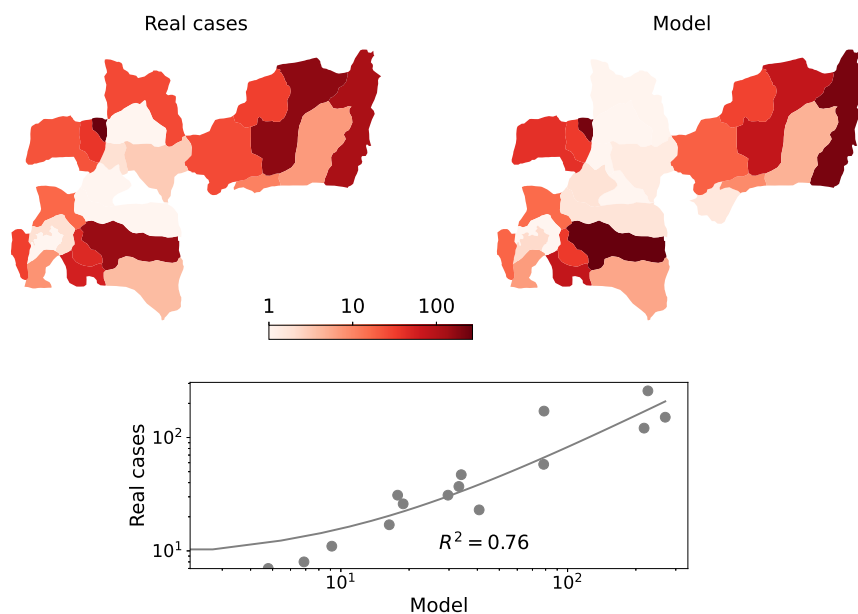 Real cases
Model
1 10 100
Real cases
10²
10¹
R² = 0.76
10¹ 10²
Model